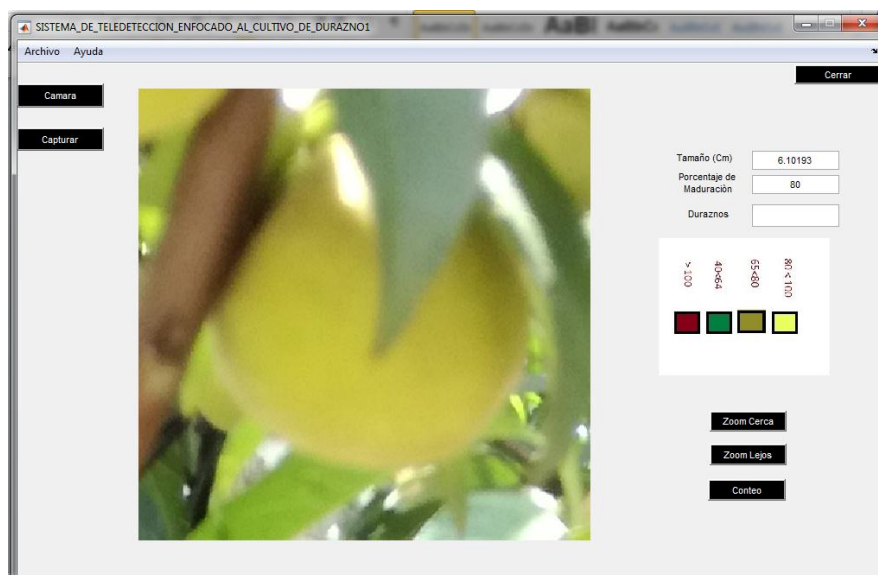 SISTEMA_DE_TELEDETECCION_ENFOCADO_AL_CULTIVO_DE_DURAZNO1
Archivo Ayuda
Cerrar
Camara
Capturar
Tamaño (Cm) 6.10193
Porcentaje de
Maduración 80
Duraznos
> 100
40<64
65<80
80 < 100
Zoom Cerca
Zoom Lejos
Conteo